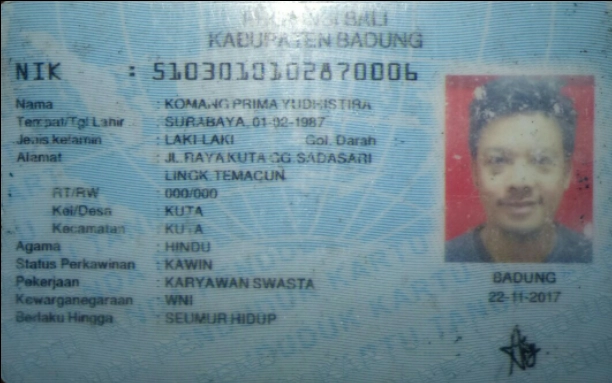 PROVINSI BALI
KABUPATEN BADUNG
NIK : 5103010102870006
Nama : KOMANG PRIMA YUDHISTIRA
Tempat/Tgl Lahir : SURABAYA, 01-02-1987
Jenis kelamin : LAKI-LAKI Gol. Darah
Alamat : JL. RAYA KUTA GG. SADASARI
LINGK. TEMACUN
RT/RW : 000/000
Kel/Desa : KUTA
Kecamatan : KUTA
Agama : HINDU
Status Perkawinan : KAWIN
Pekerjaan : KARYAWAN SWASTA
Kewarganegaraan : WNI
Berlaku Hingga : SEUMUR HIDUP
BADUNG
22-11-2017